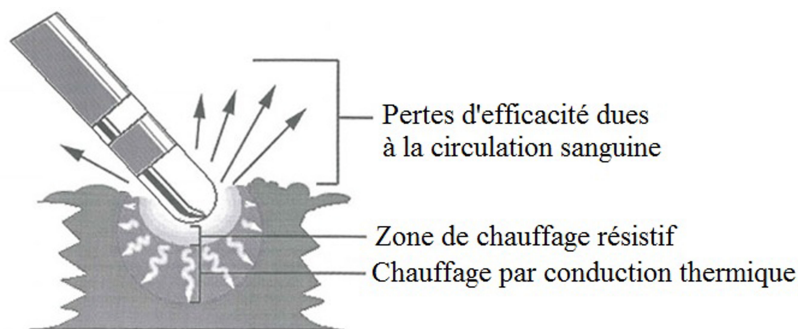 Pertes d'efficacité dues
à la circulation sanguine
Zone de chauffage résistif
Chauffage par conduction thermique